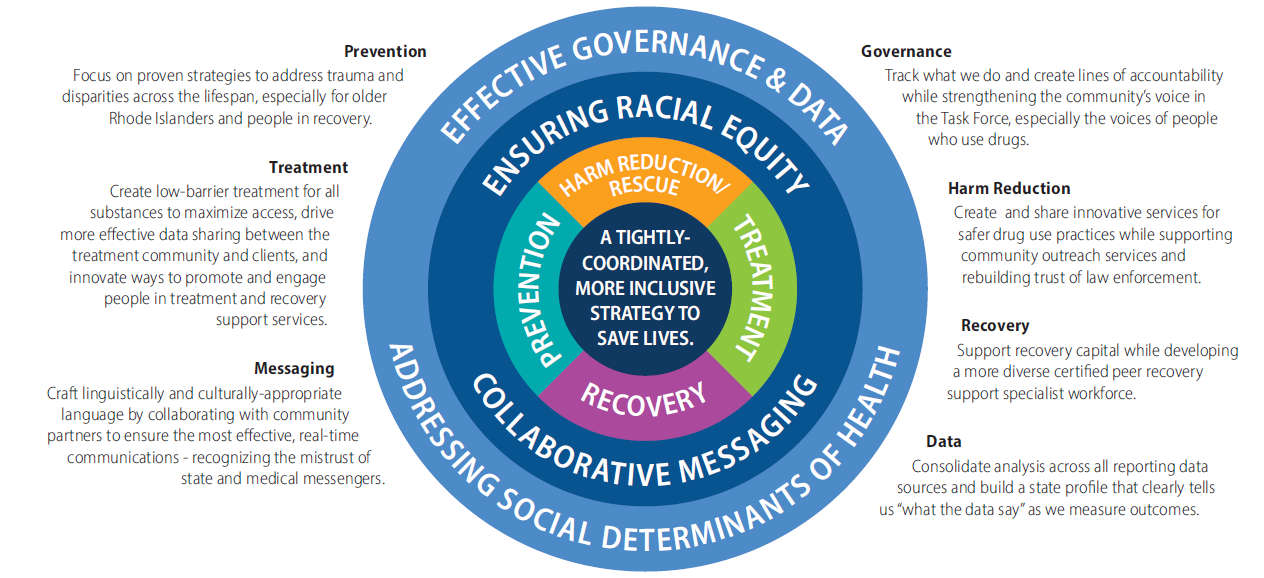 Prevention
Focus on proven strategies to address trauma and
disparities across the lifespan, especially for older
Rhode Islanders and people in recovery.
Treatment
Create low-barrier treatment for all
substances to maximize access, drive
more effective data sharing between the
treatment community and clients, and
innovate ways to promote and engage
people in treatment and recovery
support services.
Messaging
Craft linguistically and culturally-appropriate
language by collaborating with community
partners to ensure the most effective, real-time
communications - recognizing the mistrust of
state and medical messengers.
EFFECTIVE GOVERNANCE & DATA
ENSURING RACIAL EQUITY
HARM REDUCTION/
RESCUE
PREVENTION
A TIGHTLY-
COORDINATED,
MORE INCLUSIVE
STRATEGY TO
SAVE LIVES.
TREATMENT
RECOVERY
COLLABORATIVE MESSAGING
ADDRESSING SOCIAL DETERMINANTS OF HEALTH
Governance
Track what we do and create lines of accountability
while strengthening the community’s voice in
the Task Force, especially the voices of people
who use drugs.
Harm Reduction
Create and share innovative services for
safer drug use practices while supporting
community outreach services and
rebuilding trust of law enforcement.
Recovery
Support recovery capital while developing
a more diverse certified peer recovery
support specialist workforce.
Data
Consolidate analysis across all reporting data
sources and build a state profile that clearly tells
us “what the data say” as we measure outcomes.